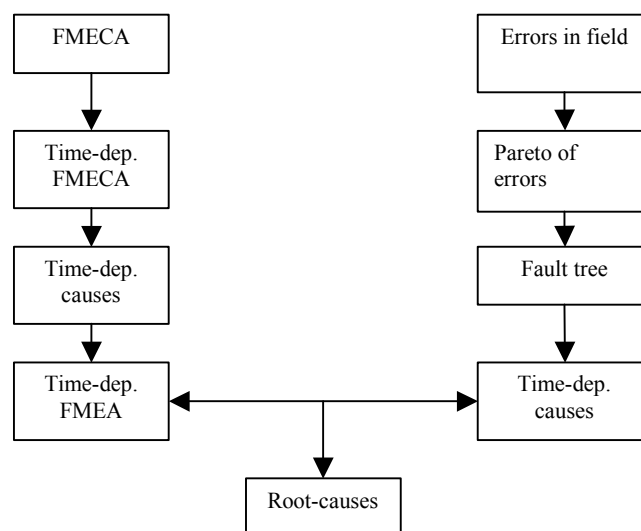 FMECA
Time-dep.
FMECA
Time-dep.
causes
Time-dep.
FMEA
Errors in field
Pareto of
errors
Fault tree
Time-dep.
causes
Root-causes